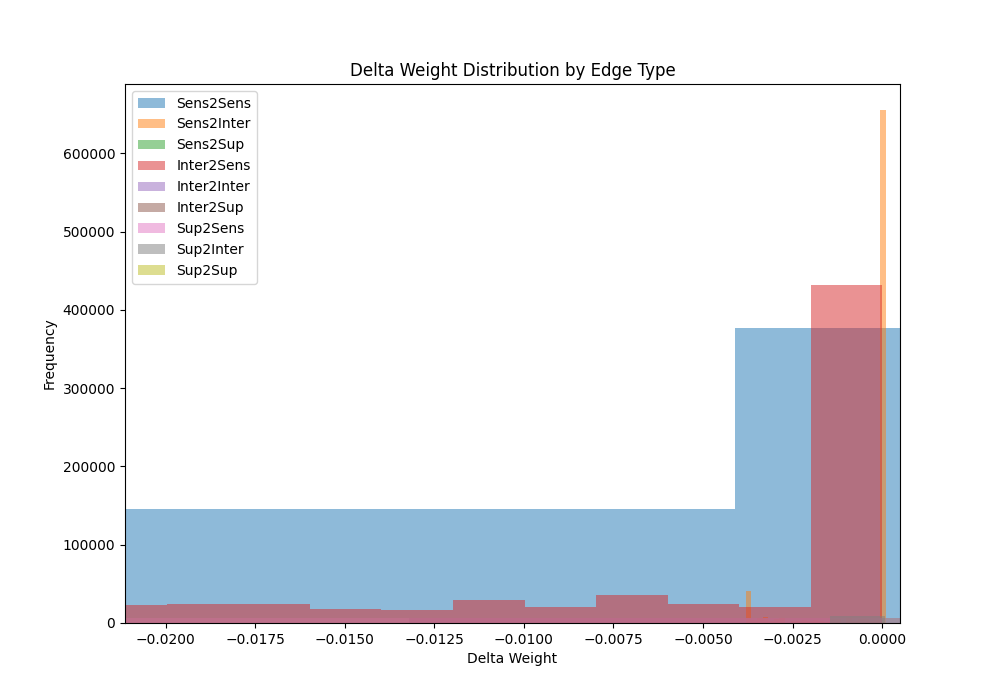 Delta Weight Distribution by Edge Type
Sens2Sens
Sens2Inter
Sens2Sup
Inter2Sens
Inter2Inter
Inter2Sup
Sup2Sens
Sup2Inter
Sup2Sup
Frequency
600000
500000
400000
300000
200000
100000
0
−0.0200 −0.0175 −0.0150 −0.0125 −0.0100 −0.0075 −0.0050 −0.0025 0.0000
Delta Weight